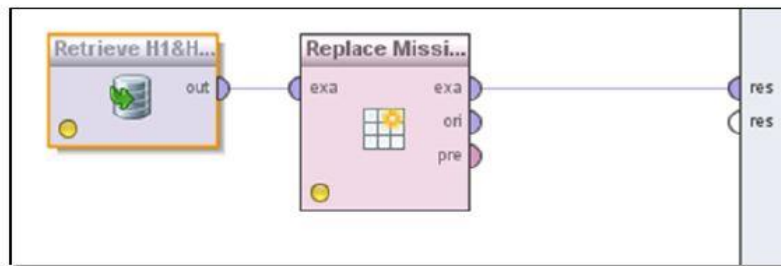 Retrieve H1&H...
out
Replace Missi...
exa
exa
ori
pre
res
res